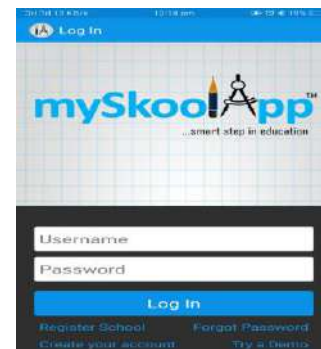 Log In
mySkoolApp™
...smart step in education
Username
Password
Log In
Register School Forgot Password
Create your account Try a Demo